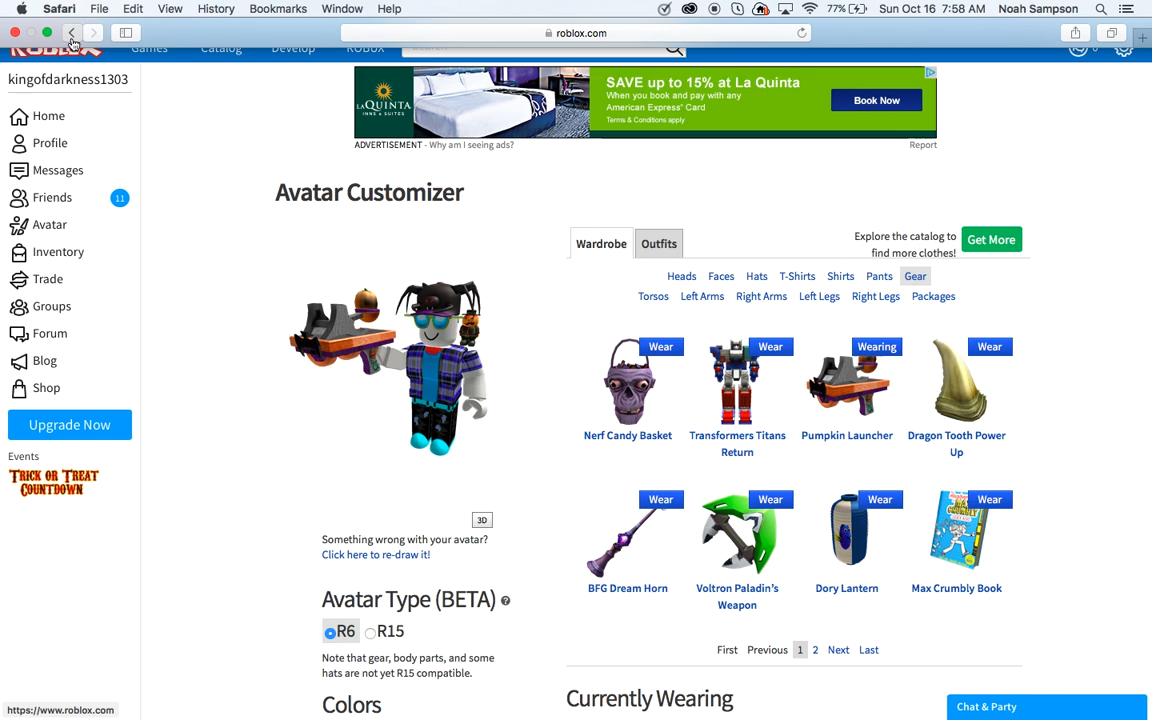 Safari File Edit View History Bookmarks Window Help 77% Sun Oct 16 7:58 AM Noah Sampson
roblox.com
ROBLOX Games Catalog Develop ROBUX Search 0
kingofdarkness1303
Home
Profile
Messages
Friends 11
Avatar
Inventory
Trade
Groups
Forum
Blog
Shop
Upgrade Now
Events
TRICK OR TREAT
COUNTDOWN
LAQUINTA
INNS & SUITES
SAVE up to 15% at La Quinta
When you book and pay with any
American Express® Card
Terms & Conditions apply
Book Now
ADVERTISEMENT - Why am I seeing ads? Report
Avatar Customizer
Wardrobe Outfits
Explore the catalog to
find more clothes!
Get More
Heads Faces Hats T-Shirts Shirts Pants Gear
Torsos Left Arms Right Arms Left Legs Right Legs Packages
Wear Wear Wearing Wear
Nerf Candy Basket Transformers Titans Return Pumpkin Launcher Dragon Tooth Power Up
Wear Wear Wear Wear
BFG Dream Horn Voltron Paladin's Weapon Dory Lantern Max Crumbly Book
First Previous 1 2 Next Last
3D
Something wrong with your avatar?
Click here to re-draw it!
Avatar Type (BETA) ?
R6 R15
Note that gear, body parts, and some
hats are not yet R15 compatible.
Colors
Currently Wearing
Chat & Party
https://www.roblox.com